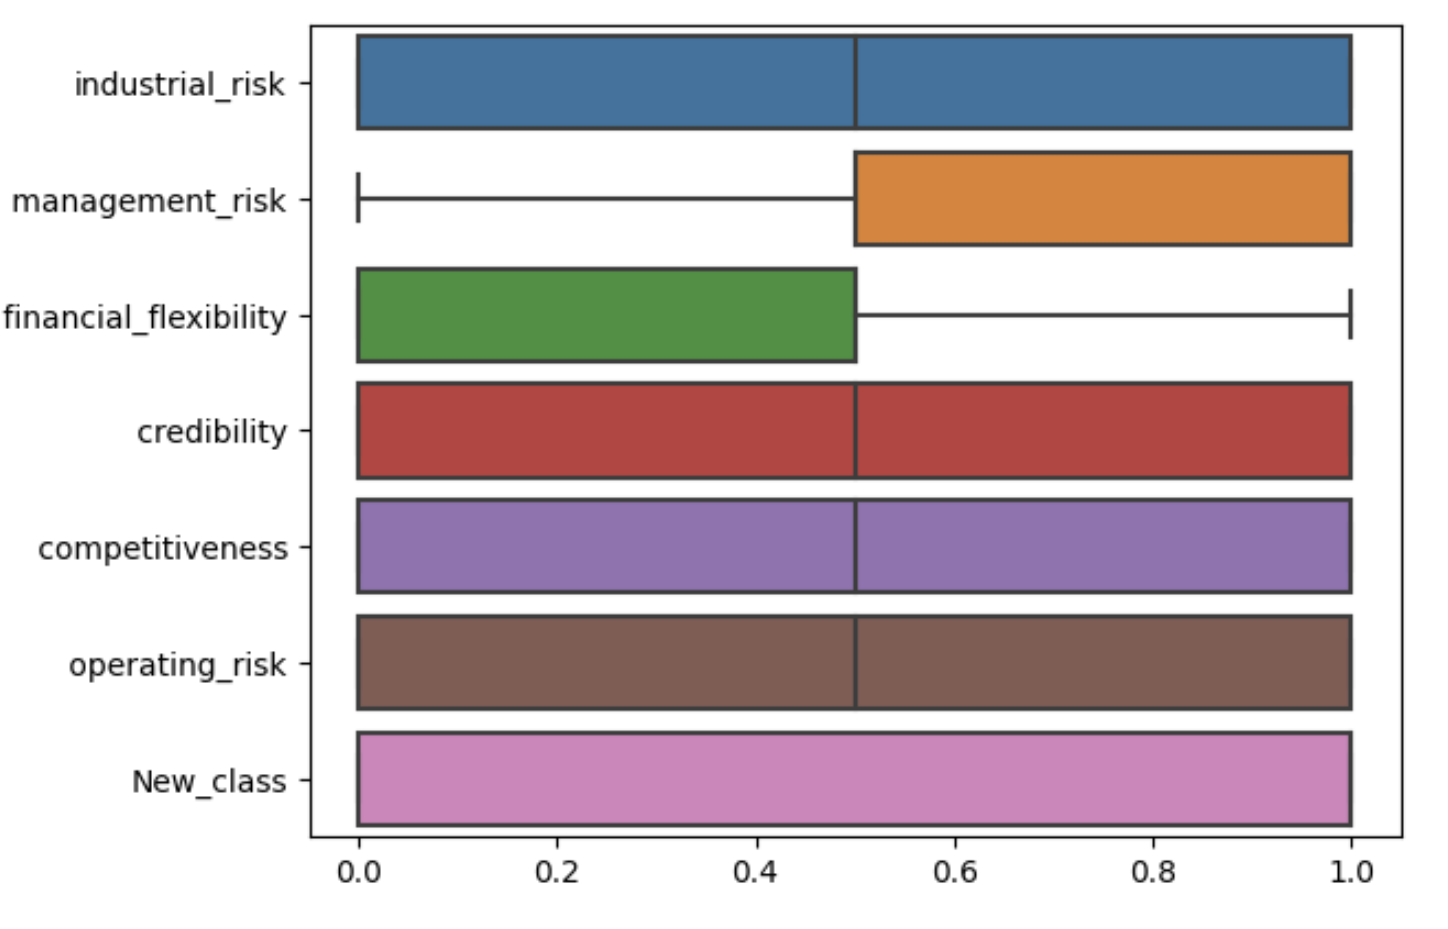 industrial_risk
management_risk
financial_flexibility
credibility
competitiveness
operating_risk
New_class
0.0 0.2 0.4 0.6 0.8 1.0